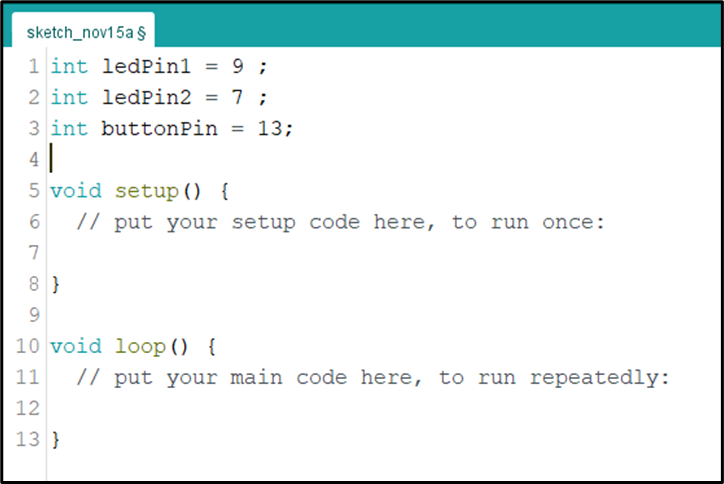 sketch_nov15a §
1 int ledPin1 = 9 ;
2 int ledPin2 = 7 ;
3 int buttonPin = 13;
4
5 void setup() {
6   // put your setup code here, to run once:
7
8 }
9
10 void loop() {
11   // put your main code here, to run repeatedly:
12
13 }